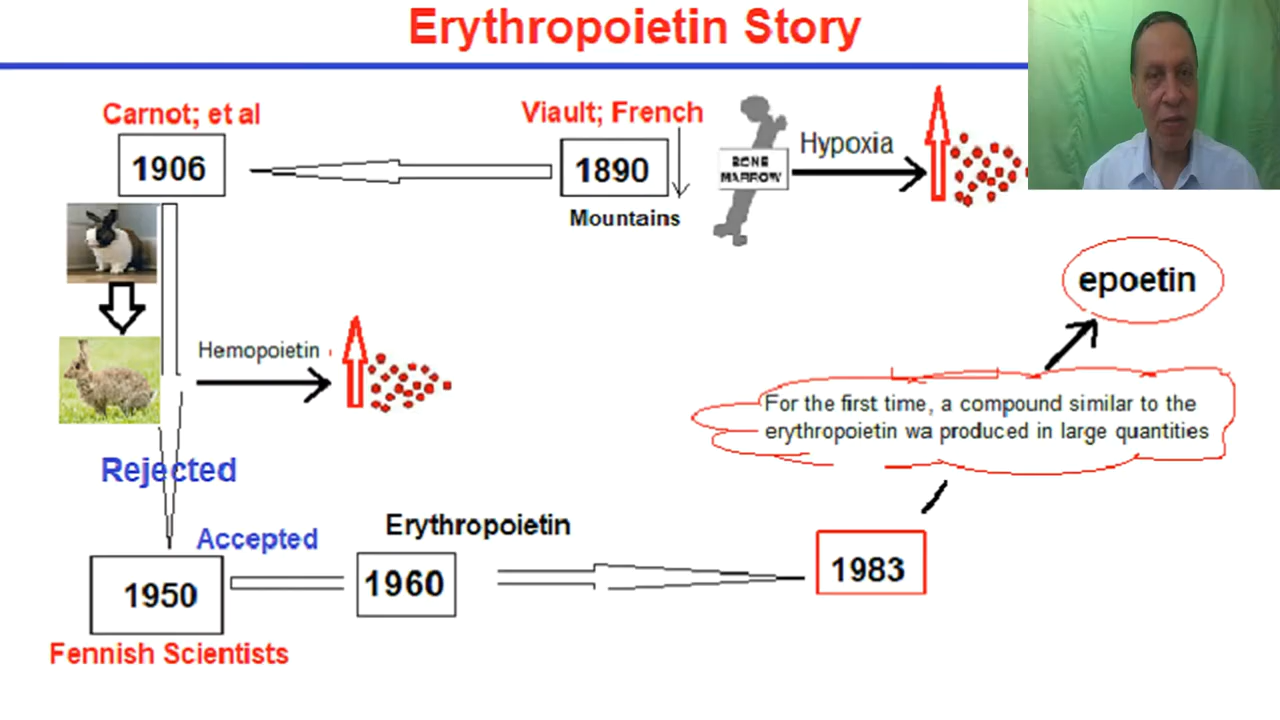 Erythropoietin Story
Carnot; et al
1906
Viault; French
1890
Mountains
BONE
MARROW
Hypoxia
epoetin
Hemopoietin
For the first time, a compound similar to the
erythropoietin wa produced in large quantities
Rejected
Accepted
Erythropoietin
1950
1960
1983
Fennish Scientists